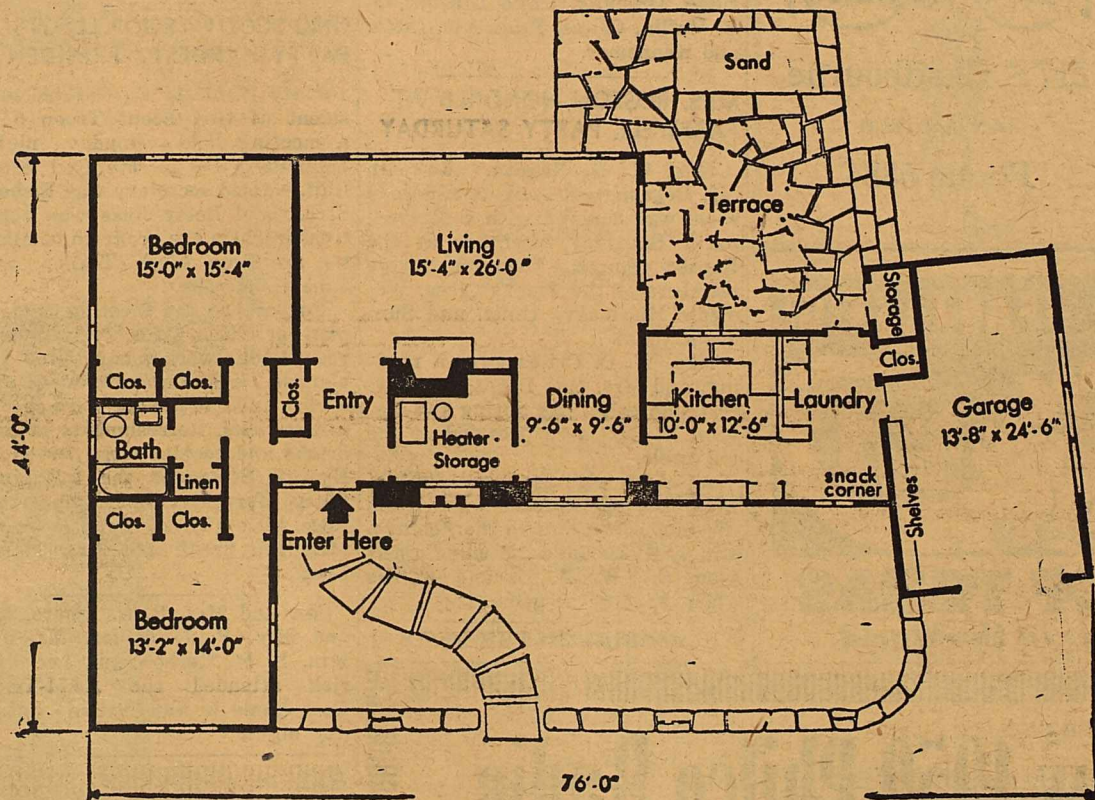 PARTY SATURDAY
Sand
Terrace
Bedroom
15'-0" x 15'-4"
Living
15'-4" x 26'-0"
Storage
Clos.
Clos.
Clos.
Clos.
Entry
Heater -
Storage
Dining
9'-6" x 9'-6"
Kitchen
10'-0" x 12'-6"
Laundry
Garage
13'-8" x 24'-6"
44'-0"
Bath
Linen
snack
corner
Shelves
Clos.
Clos.
Enter Here
Bedroom
13'-2" x 14'-0"
76'-0"